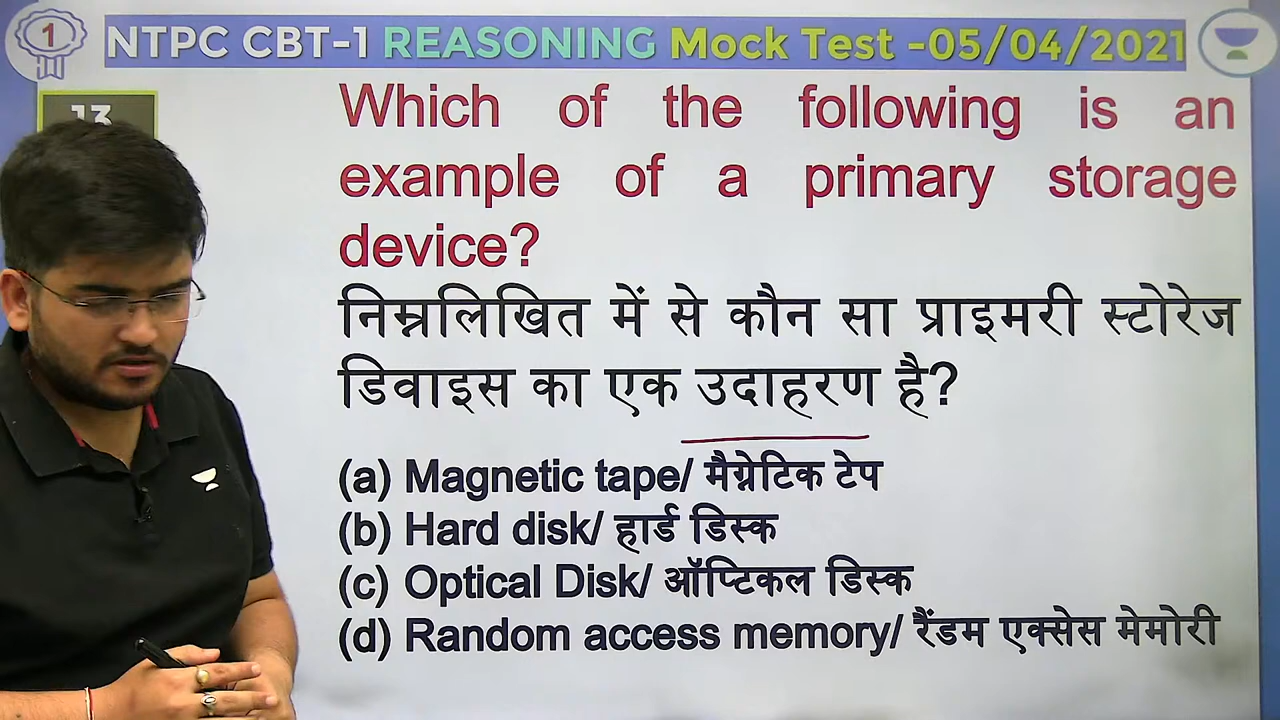 1
NTPC CBT-1 REASONING Mock Test -05/04/2021
13
Which of the following is an
example of a primary storage
device?
निम्नलिखित में से कौन सा प्राइमरी स्टोरेज
डिवाइस का एक उदाहरण है?
(a) Magnetic tape/ मैग्नेटिक टेप
(b) Hard disk/ हार्ड डिस्क
(c) Optical Disk/ ऑप्टिकल डिस्क
(d) Random access memory/ रैंडम एक्सेस मेमोरी